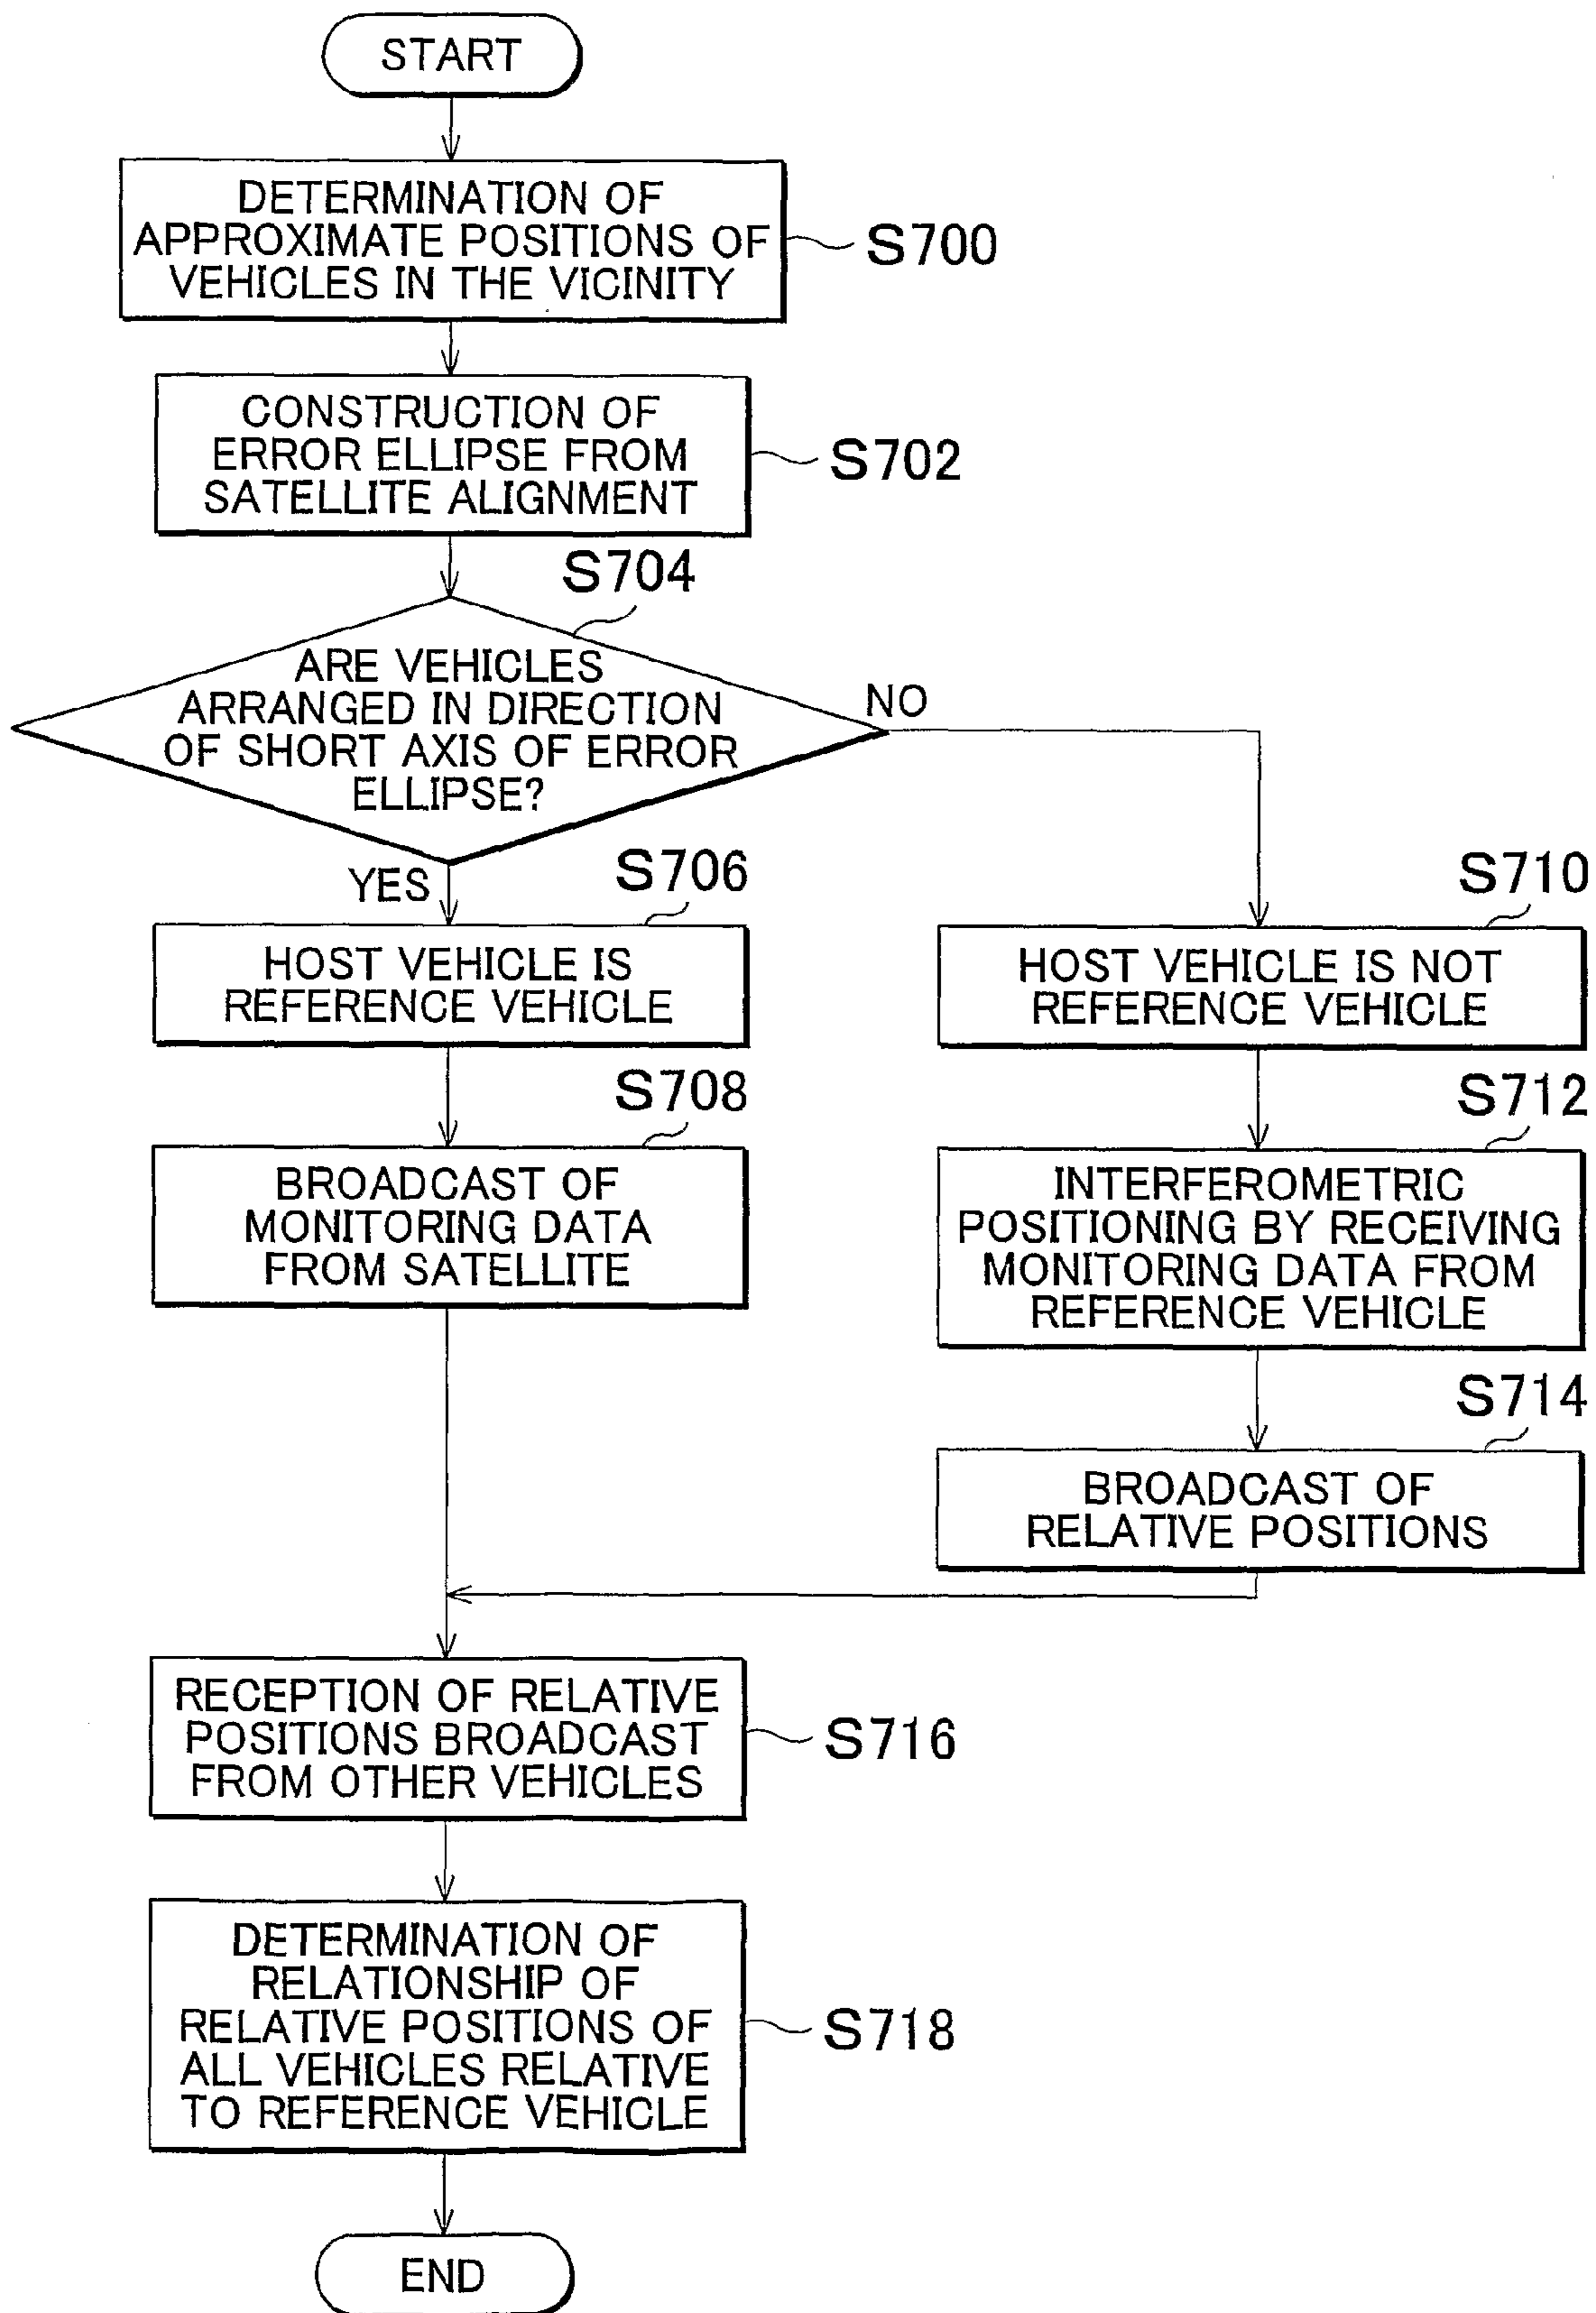 START
DETERMINATION OF
APPROXIMATE POSITIONS OF
VEHICLES IN THE VICINITY
S700
CONSTRUCTION OF
ERROR ELLIPSE FROM
SATELLITE ALIGNMENT
S702
S704
ARE VEHICLES
ARRANGED IN DIRECTION
OF SHORT AXIS OF ERROR
ELLIPSE?
NO
YES
S706
HOST VEHICLE IS
REFERENCE VEHICLE
S708
BROADCAST OF
MONITORING DATA
FROM SATELLITE
S710
HOST VEHICLE IS NOT
REFERENCE VEHICLE
S712
INTERFEROMETRIC
POSITIONING BY RECEIVING
MONITORING DATA FROM
REFERENCE VEHICLE
S714
BROADCAST OF
RELATIVE POSITIONS
RECEPTION OF RELATIVE
POSITIONS BROADCAST
FROM OTHER VEHICLES
S716
DETERMINATION OF
RELATIONSHIP OF
RELATIVE POSITIONS OF
ALL VEHICLES RELATIVE
TO REFERENCE VEHICLE
S718
END